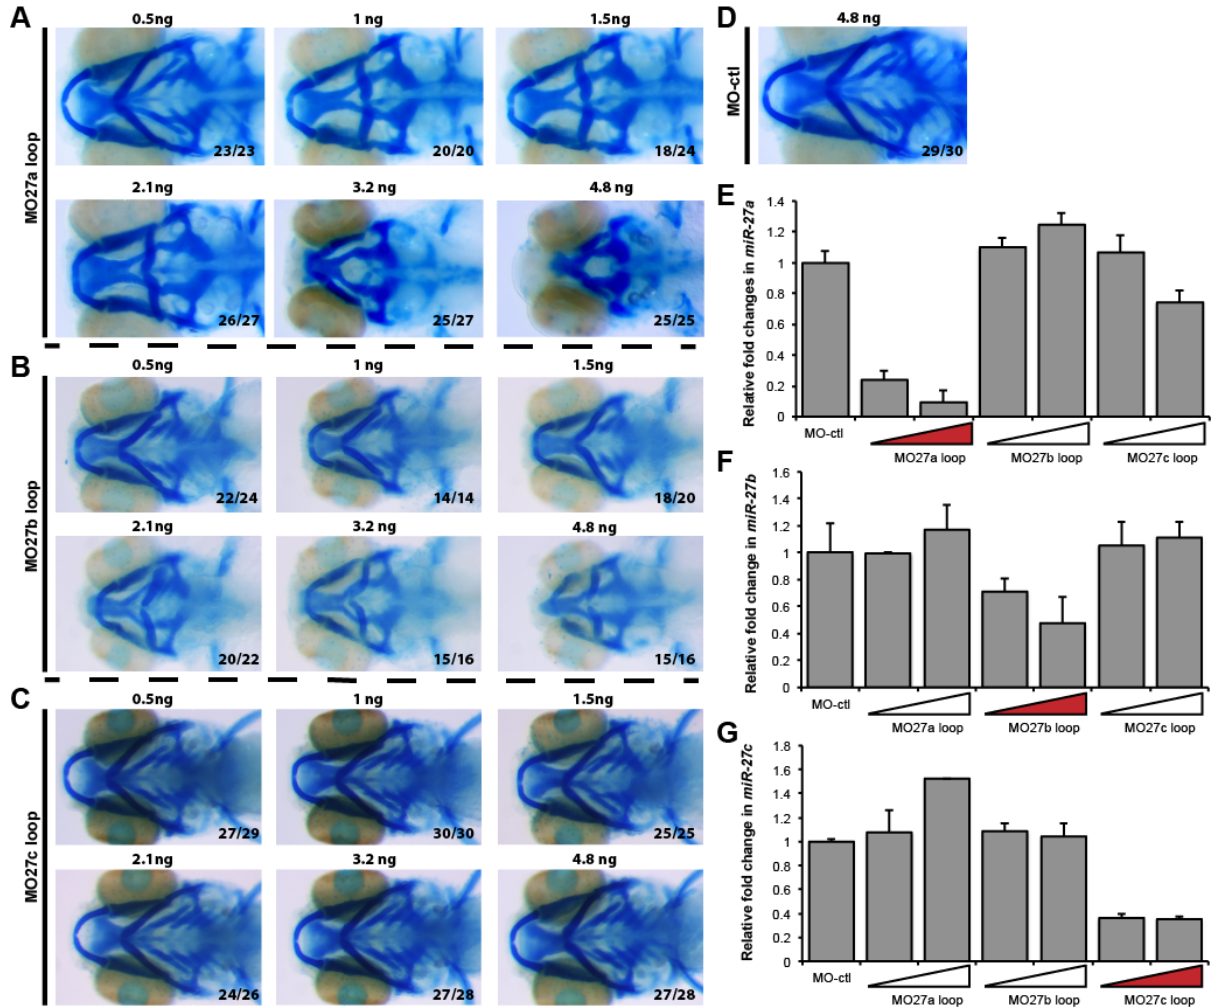 A
0.5ng
1 ng
1.5ng
MO27a loop
23/23
20/20
18/24
2.1ng
3.2 ng
4.8 ng
26/27
25/27
25/25
B
0.5ng
1 ng
1.5ng
MO27b loop
22/24
14/14
18/20
2.1ng
3.2 ng
4.8 ng
20/22
15/16
15/16
C
0.5ng
1 ng
1.5ng
MO27c loop
27/29
30/30
25/25
2.1ng
3.2 ng
4.8 ng
24/26
27/28
27/28
D
4.8 ng
MO-ctl
29/30
E
Relative fold changes in miR-27a
1.4
1.2
1
0.8
0.6
0.4
0.2
0
MO-ctl
MO27a loop
MO27b loop
MO27c loop
F
Relative fold change in miR-27b
1.6
1.4
1.2
1
0.8
0.6
0.4
0.2
0
MO-ctl
MO27a loop
MO27b loop
MO27c loop
G
Relative fold change in miR-27c
1.8
1.6
1.4
1.2
1
0.8
0.6
0.4
0.2
0
MO-ctl
MO27a loop
MO27b loop
MO27c loop